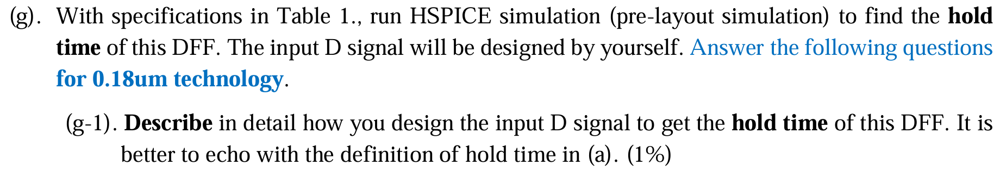 (g). With specifications in Table 1., run HSPICE simulation (pre-layout simulation) to find the hold
time of this DFF. The input D signal will be designed by yourself. Answer the following questions
for 0.18um technology.
(g-1). Describe in detail how you design the input D signal to get the hold time of this DFF. It is
better to echo with the definition of hold time in (a). (1%)